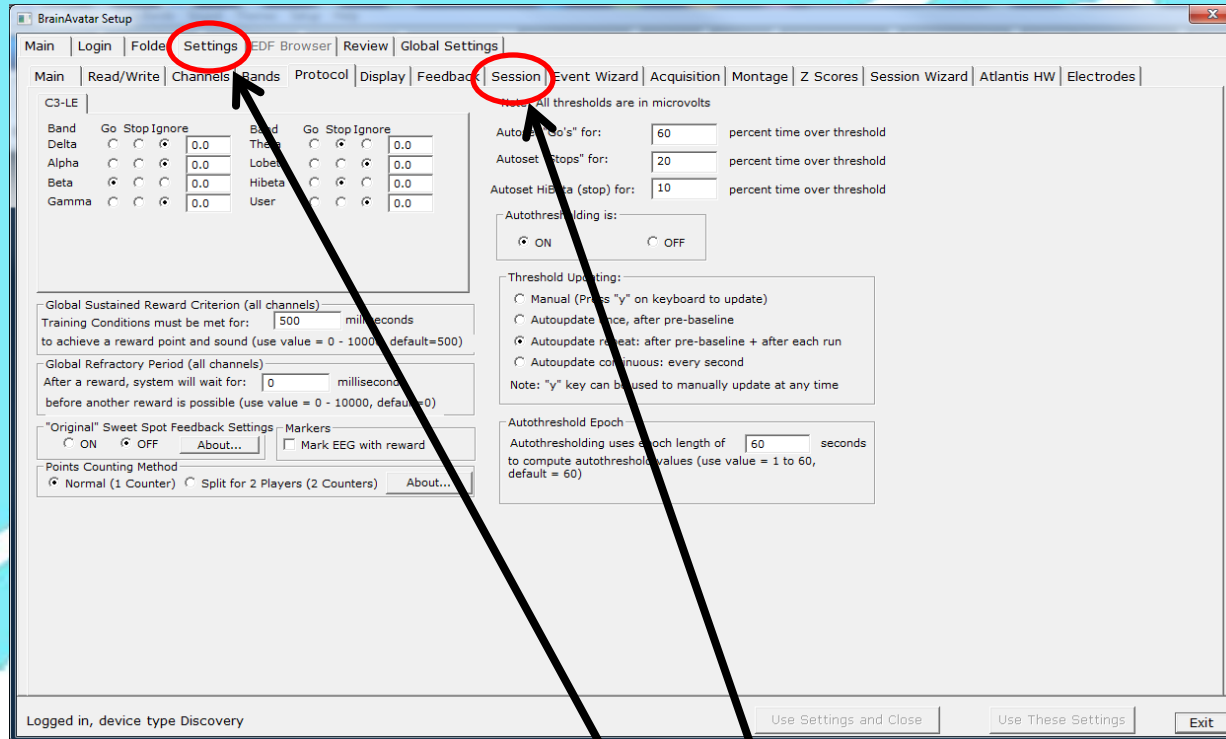 BrainAvatar Setup
Main Login Folde Settings EDF Browser Review Global Settings
Main Read/Write Channels Bands Protocol Display Feedback Session Event Wizard Acquisition Montage Z Scores Session Wizard Atlantis HW Electrodes
C3-LE
Band Go Stop Ignore Band Go Stop Ignore
Delta 0.0 Theta 0.0
Alpha 0.0 Lobeta 0.0
Beta 0.0 Hibeta 0.0
Gamma 0.0 User 0.0
Global Sustained Reward Criterion (all channels)
Training Conditions must be met for: 500 milliseconds
to achieve a reward point and sound (use value = 0 - 10000, default=500)
Global Refractory Period (all channels)
After a reward, system will wait for: 0 milliseconds
before another reward is possible (use value = 0 - 10000, default=0)
"Original" Sweet Spot Feedback Settings
ON OFF About...
Markers
Mark EEG with reward
Points Counting Method
Normal (1 Counter) Split for 2 Players (2 Counters) About...
Note: All thresholds are in microvolts
Autoset "Go's" for: 60 percent time over threshold
Autoset "Stops" for: 20 percent time over threshold
Autoset HiBeta (stop) for: 10 percent time over threshold
Autothresholding is:
ON OFF
Threshold Updating:
Manual (Press "y" on keyboard to update)
Autoupdate once, after pre-baseline
Autoupdate repeat: after pre-baseline + after each run
Autoupdate continuous: every second
Note: "y" key can be used to manually update at any time
Autothreshold Epoch
Autothresholding uses epoch length of 60 seconds
to compute autothreshold values (use value = 1 to 60,
default = 60)
Logged in, device type Discovery
Use Settings and Close Use These Settings Exit